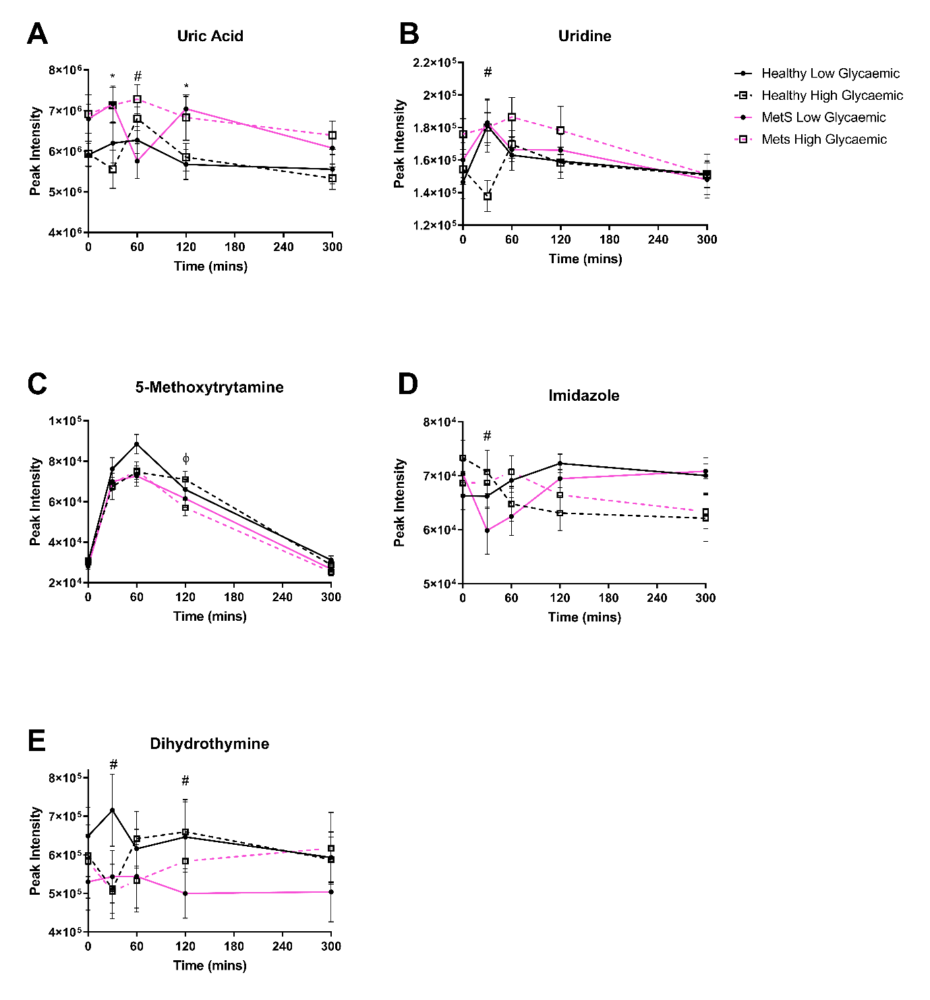 A
Uric Acid
8×10⁶
7×10⁶
6×10⁶
5×10⁶
4×10⁶
Peak Intensity
* # *
0 60 120 180 240 300
Time (mins)
B
Uridine
2.2×10⁵
2×10⁵
1.8×10⁵
1.6×10⁵
1.4×10⁵
1.2×10⁵
Peak Intensity
#
0 60 120 180 240 300
Time (mins)
Healthy Low Glycaemic
Healthy High Glycaemic
MetS Low Glycaemic
Mets High Glycaemic
C
5-Methoxytrytamine
1×10⁵
8×10⁴
6×10⁴
4×10⁴
2×10⁴
Peak Intensity
ϕ
0 60 120 180 240 300
Time (mins)
D
Imidazole
8×10⁴
7×10⁴
6×10⁴
5×10⁴
Peak Intensity
#
0 60 120 180 240 300
Time (mins)
E
Dihydrothymine
8×10⁵
7×10⁵
6×10⁵
5×10⁵
4×10⁵
Peak Intensity
# #
0 60 120 180 240 300
Time (mins)